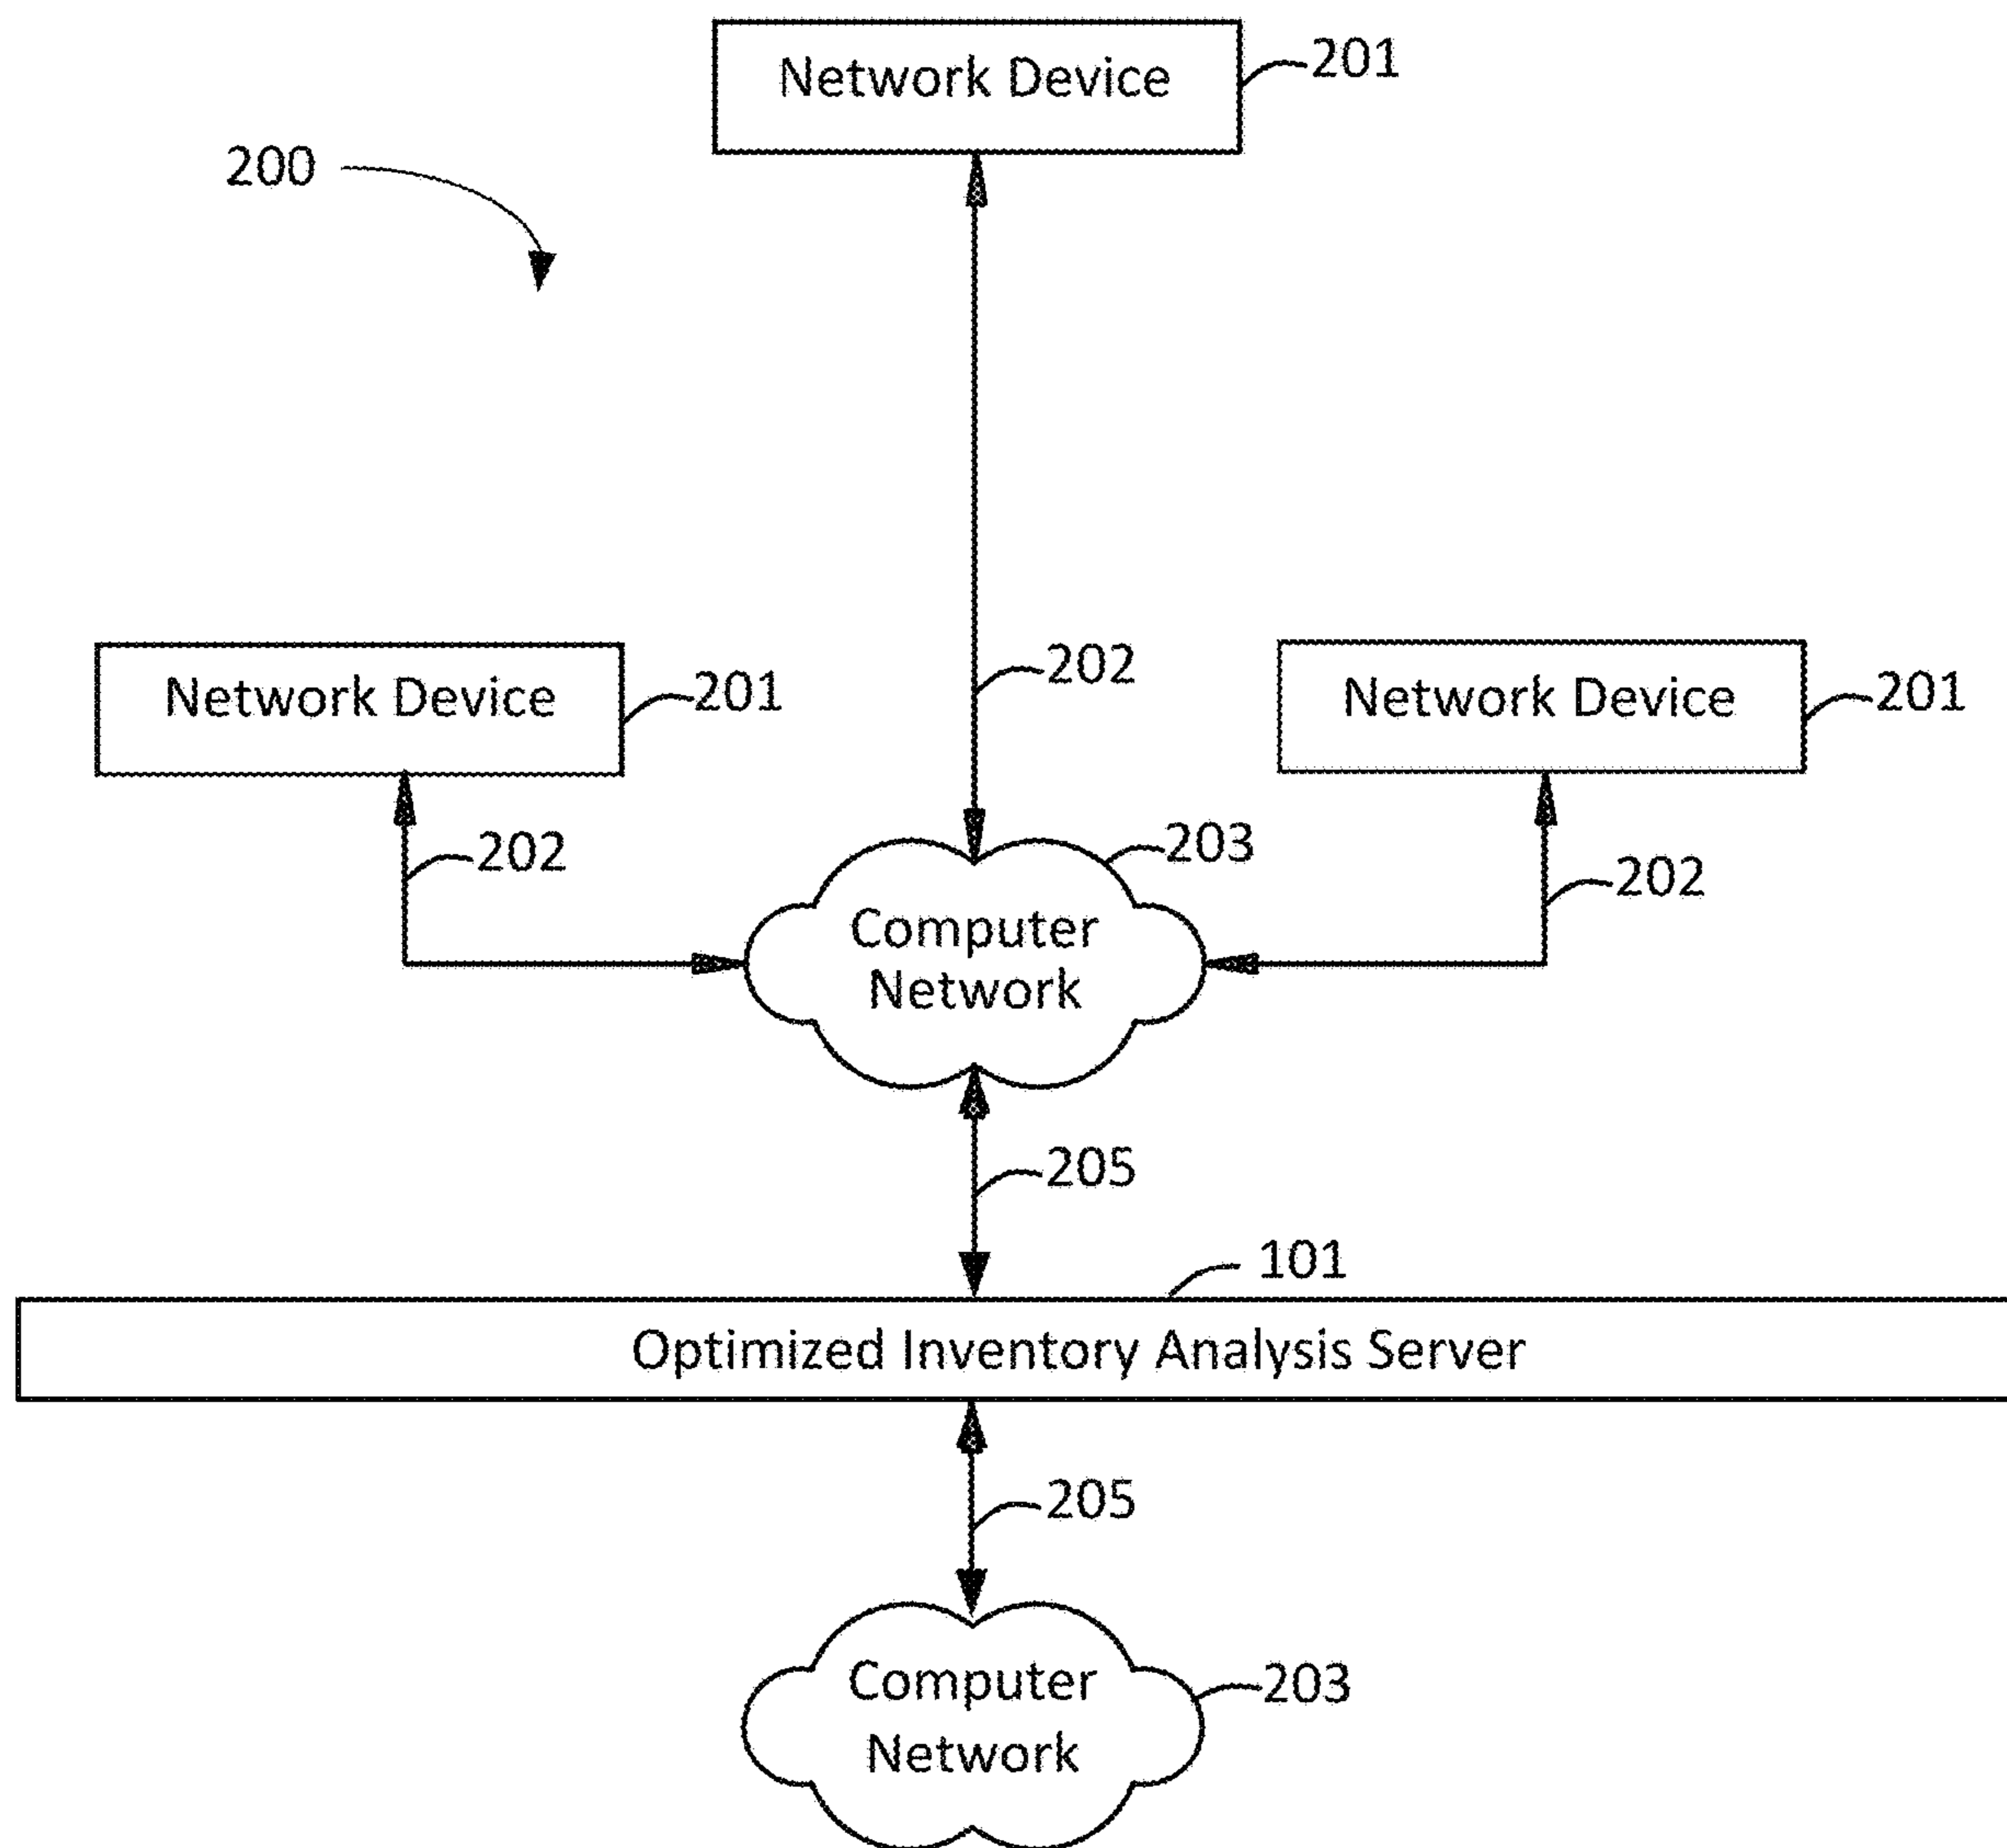 Network Device
201
200
202
Network Device
201
Network Device
201
202
203
202
Computer
Network
205
101
Optimized Inventory Analysis Server
205
Computer
Network
203